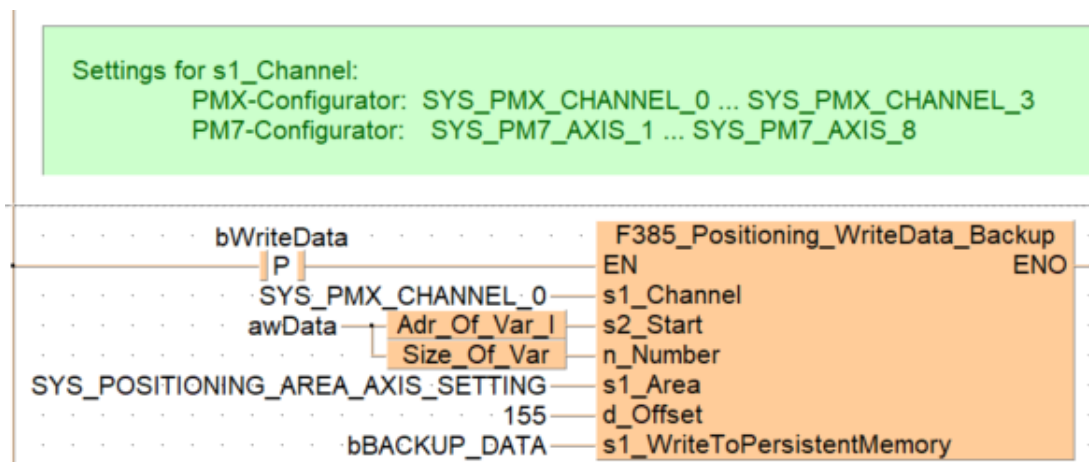 Settings for s1_Channel:
PMX-Configurator: SYS_PMX_CHANNEL_0 ... SYS_PMX_CHANNEL_3
PM7-Configurator: SYS_PM7_AXIS_1 ... SYS_PM7_AXIS_8
bWriteData F385_Positioning_WriteData_Backup
P EN ENO
SYS_PMX_CHANNEL_0 s1_Channel
awData Adr_Of_Var_I s2_Start
Size_Of_Var n_Number
SYS_POSITIONING_AREA_AXIS_SETTING s1_Area
155 d_Offset
bBACKUP_DATA s1_WriteToPersistentMemory